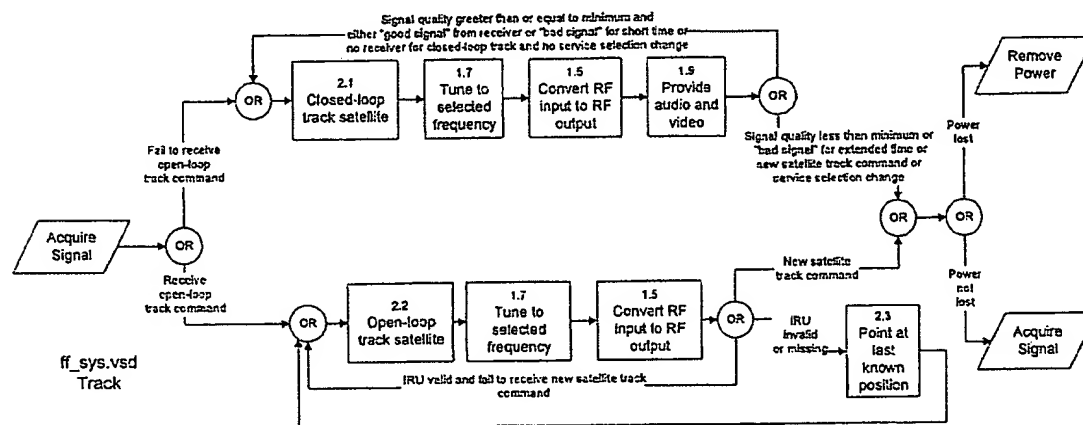 Signal quality greater than or equal to minimum and
either "good signal" from receiver or "bad signal" for short time or
no receiver for closed-loop track and no service selection change
Remove
Power
OR
2.1
Closed-loop
track satellite
1.7
Tune to
selected
frequency
1.5
Convert RF
input to RF
output
1.9
Provide
audio and
video
OR
Power
lost
Signal quality less than minimum or
"bad signal" for extended time or
new satellite track command or
service selection change
Fail to receive
open-loop
track command
Acquire
Signal
OR
OR
OR
Receive
open-loop
track command
New satellite
track command
Power
not
lost
OR
2.2
Open-loop
track satellite
1.7
Tune to
selected
frequency
1.5
Convert RF
input to RF
output
OR
IRU
invalid
or missing
2.3
Point at
last
known
position
Acquire
Signal
IRU valid and fail to receive new satellite track
command
ff_sys.vsd
Track